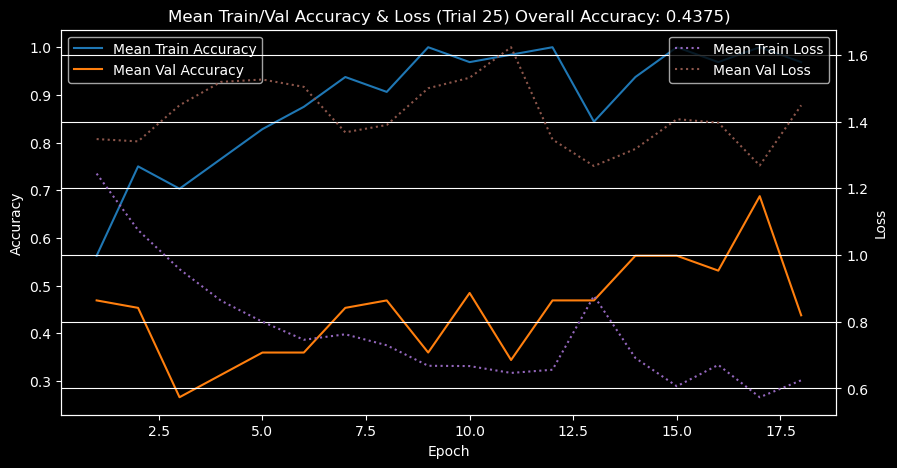 Mean Train/Val Accuracy & Loss (Trial 25) Overall Accuracy: 0.4375)
Mean Train Accuracy
Mean Val Accuracy
Mean Train Loss
Mean Val Loss
1.0
0.9
0.8
0.7
0.6
0.5
0.4
0.3
Accuracy
1.6
1.4
1.2
1.0
0.8
0.6
Loss
2.5 5.0 7.5 10.0 12.5 15.0 17.5
Epoch